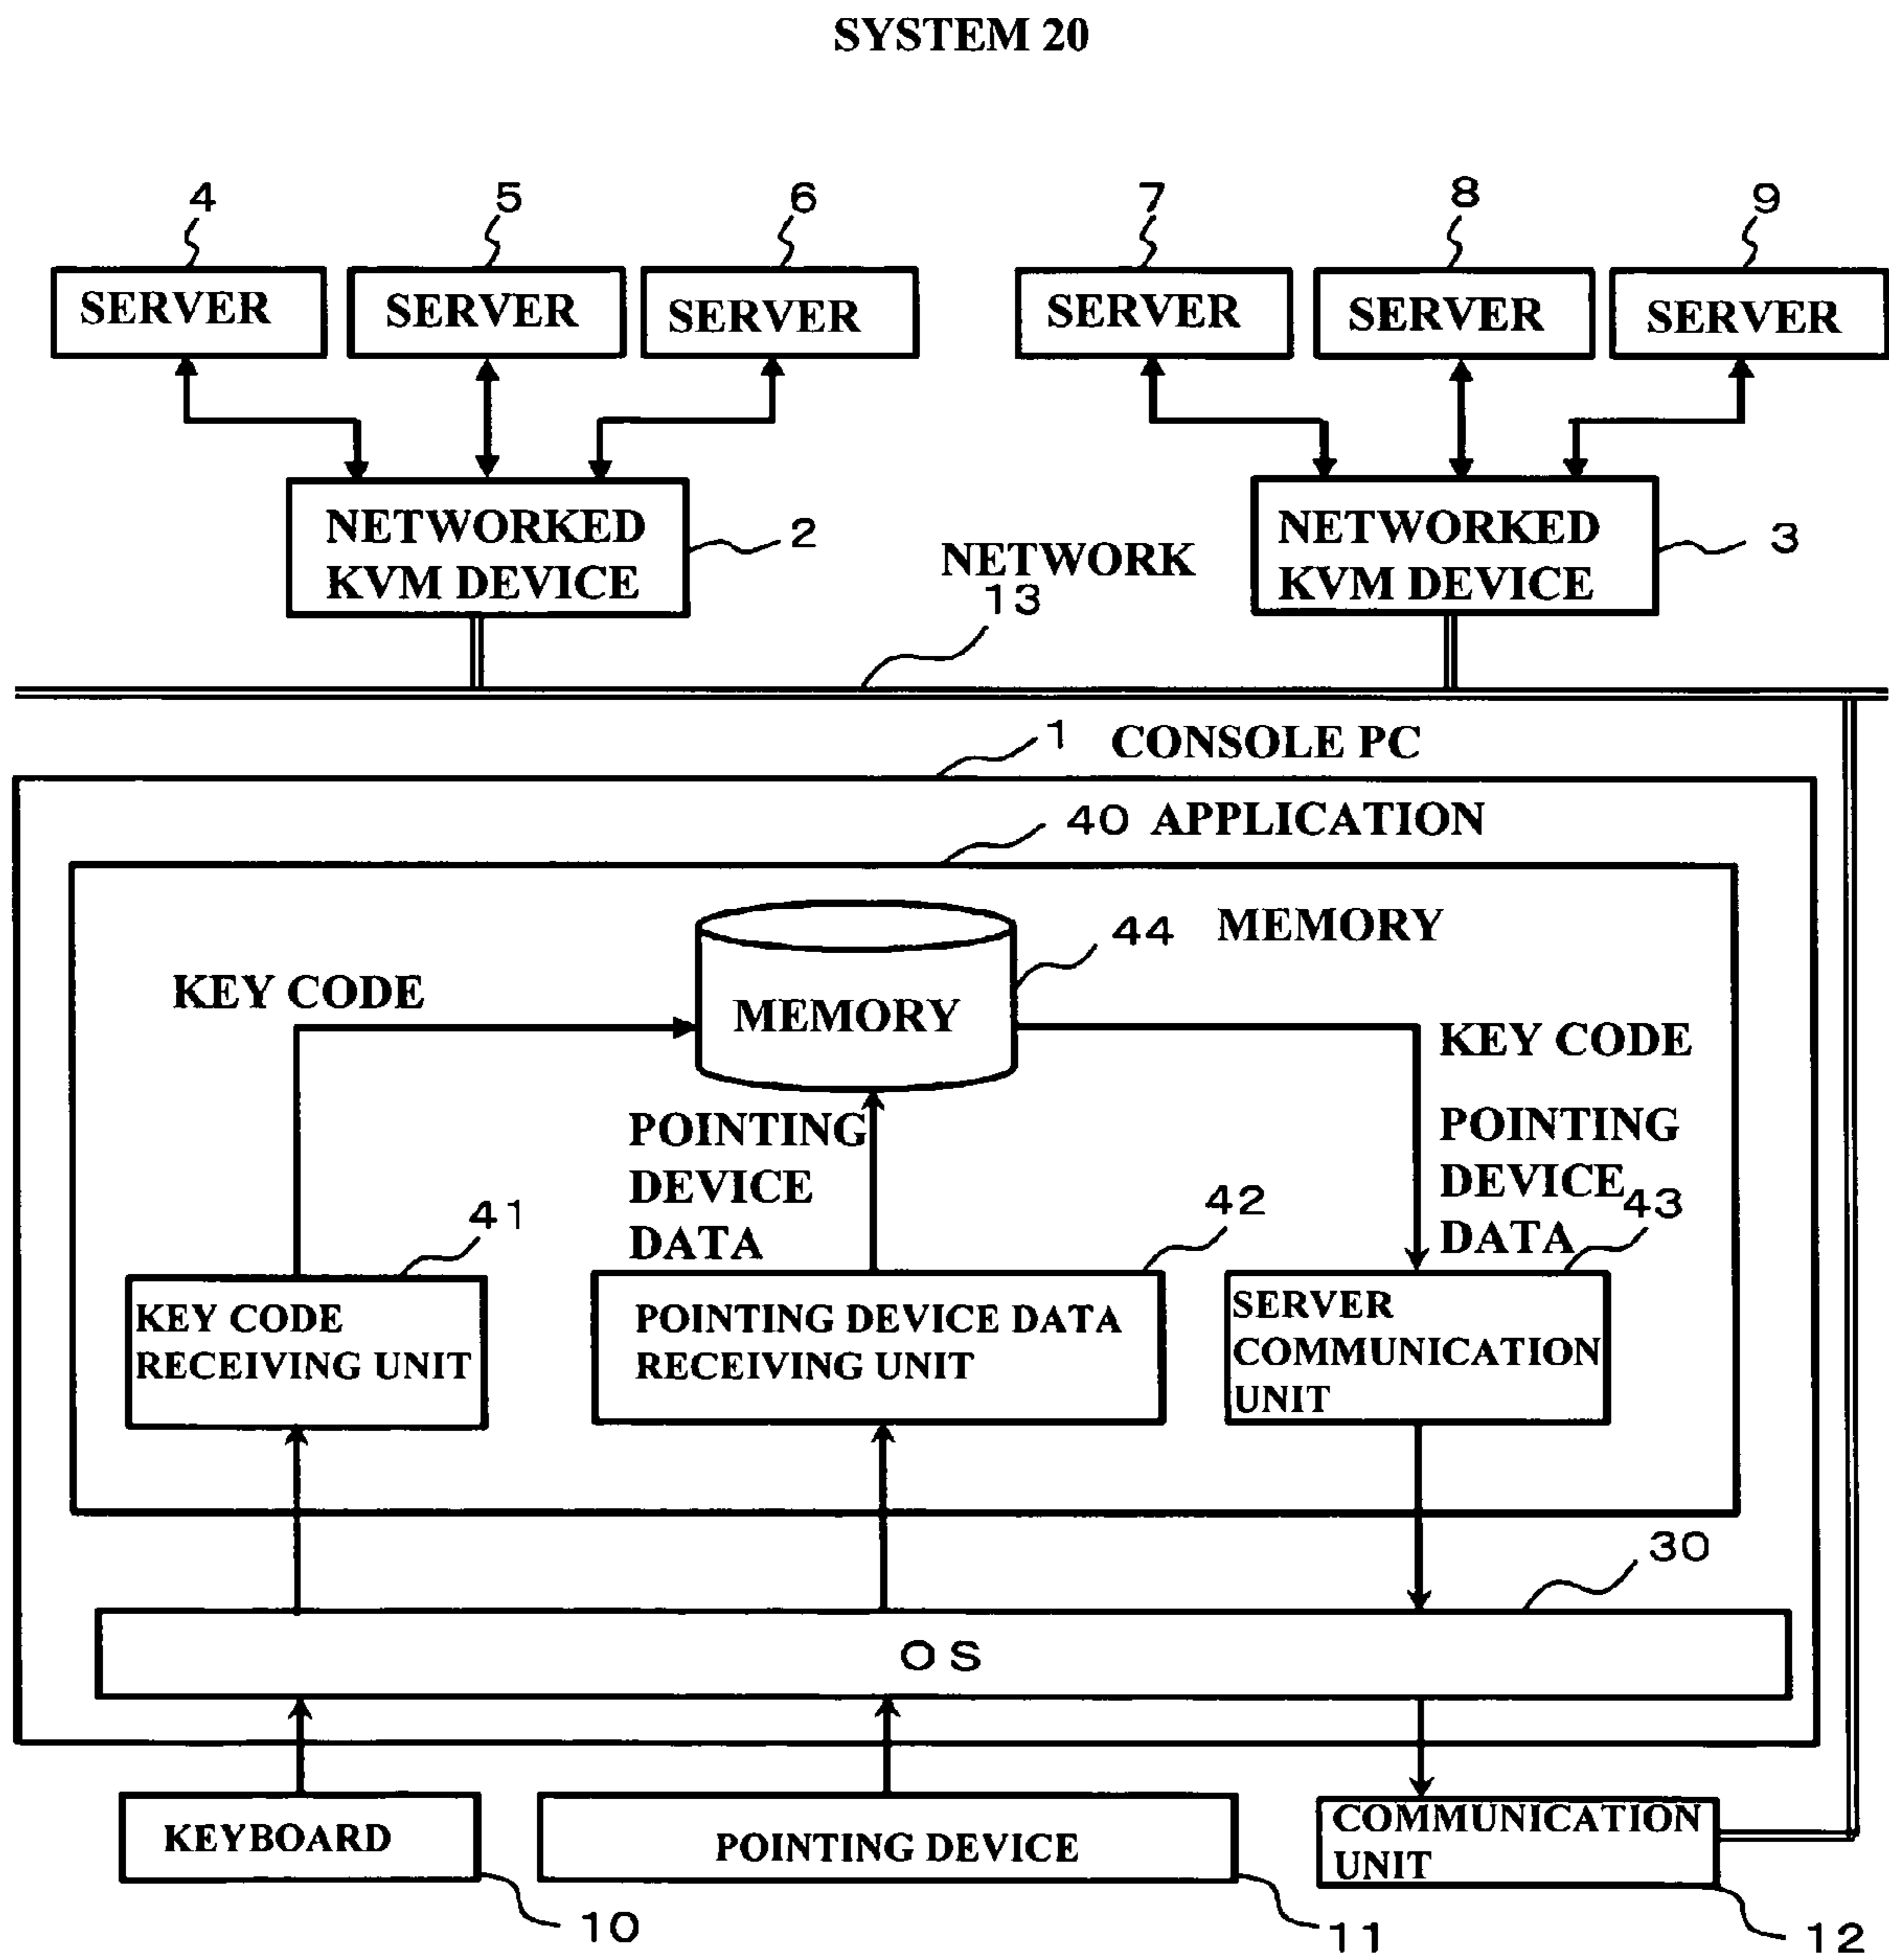 SYSTEM 20
4 5 6 7 8 9
SERVER SERVER SERVER SERVER SERVER SERVER
NETWORKED
KVM DEVICE
2
NETWORK
13
NETWORKED
KVM DEVICE
3
1 CONSOLE PC
40 APPLICATION
44 MEMORY
KEY CODE
MEMORY
KEY CODE
POINTING
DEVICE
DATA
POINTING
DEVICE
DATA
41
42
43
KEY CODE
RECEIVING UNIT
POINTING DEVICE DATA
RECEIVING UNIT
SERVER
COMMUNICATION
UNIT
30
OS
KEYBOARD
POINTING DEVICE
COMMUNICATION
UNIT
10
11
12